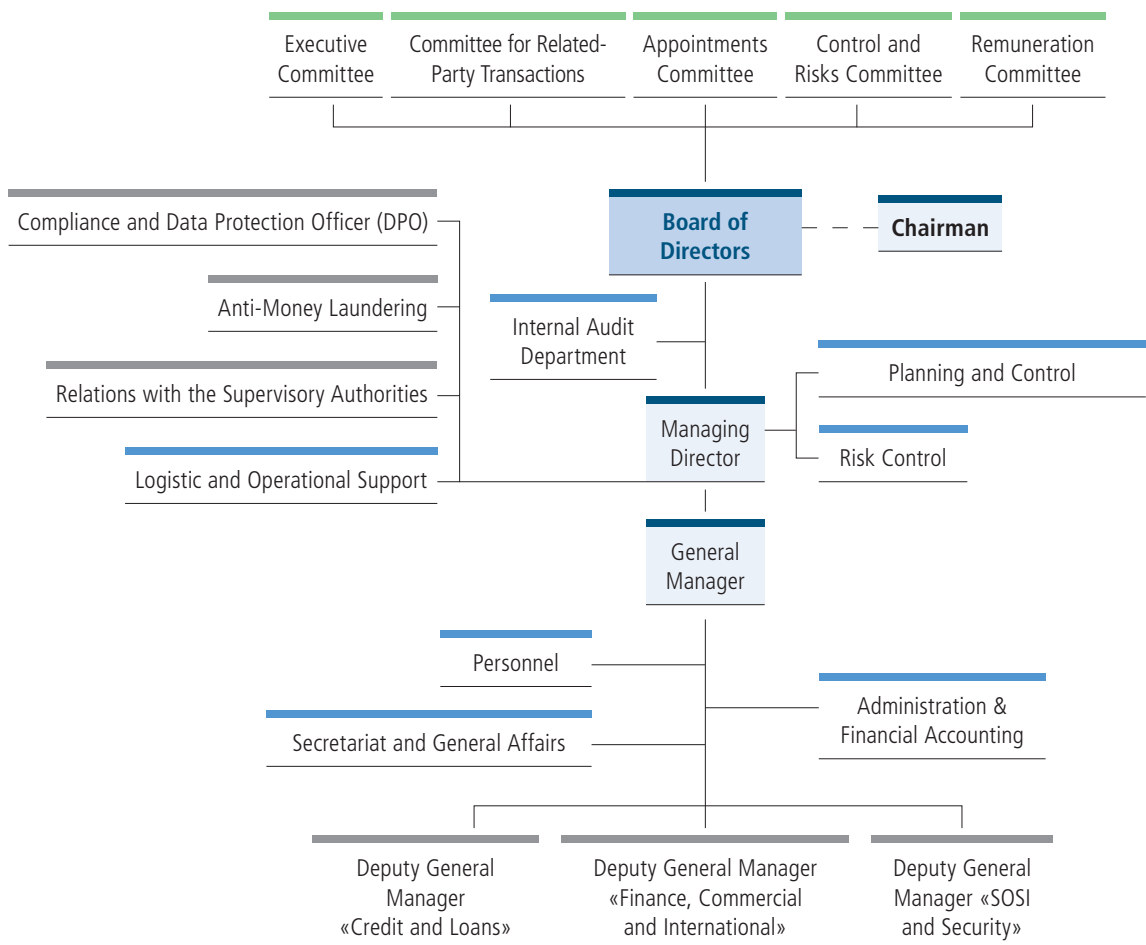 Executive
Committee
Committee for Related-
Party Transactions
Appointments
Committee
Control and
Risks Committee
Remuneration
Committee
Compliance and Data Protection Officer (DPO)
Board of
Directors
Chairman
Anti-Money Laundering
Internal Audit
Department
Relations with the Supervisory Authorities
Planning and Control
Managing
Director
Logistic and Operational Support
Risk Control
General
Manager
Personnel
Secretariat and General Affairs
Administration &
Financial Accounting
Deputy General
Manager
«Credit and Loans»
Deputy General Manager
«Finance, Commercial
and International»
Deputy General
Manager «SOSI
and Security»